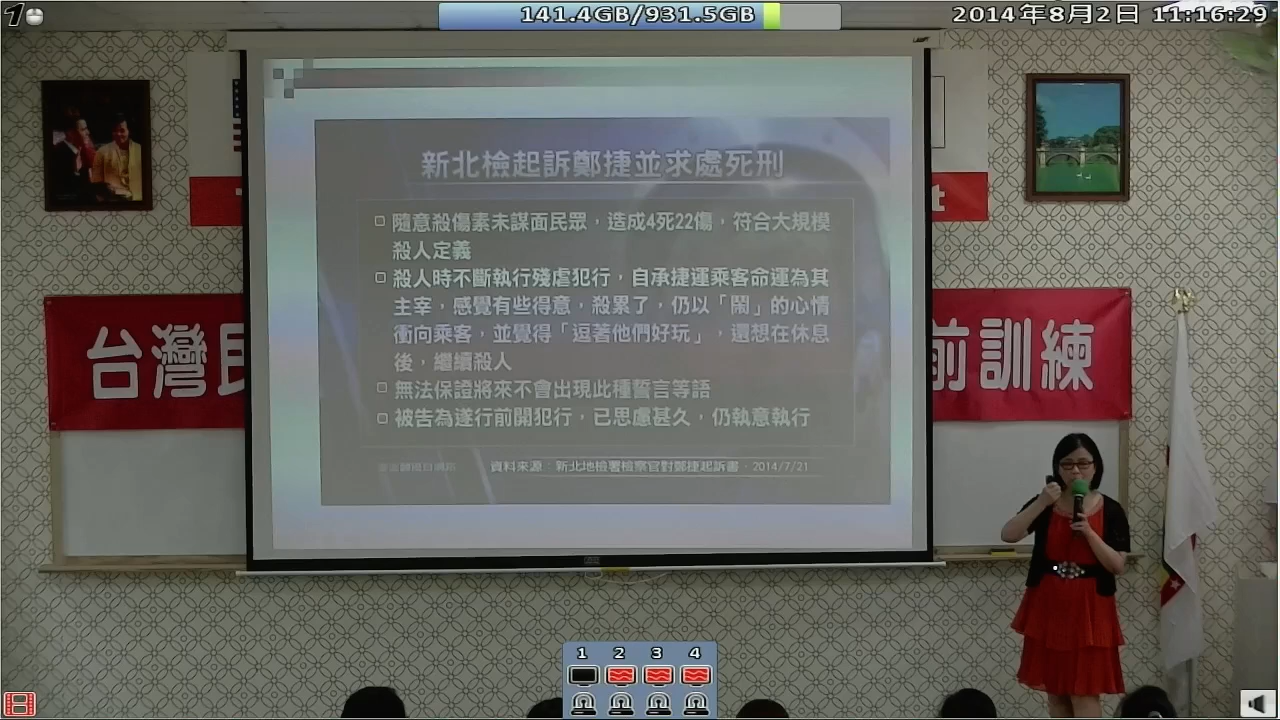 1
141.4GB/931.5GB
2014年8月2日 11:16:29
新北檢起訴鄭捷並求處死刑
隨意殺傷素未謀面民眾，造成4死22傷，符合大規模
殺人定義
殺人時不斷執行殘虐犯行，自承捷運乘客命運為其
主宰，感覺有些得意，殺累了，仍以「鬧」的心情
衝向乘客，並覺得「逗著他們好玩」，還想在休息
後，繼續殺人
無法保證將來不會出現此種誓言等語
被告為遂行前開犯行，已思慮甚久，仍執意執行
資料來源：新北地檢署檢察官對鄭捷起訴書，2014/7/21
t
台灣民
前訓練
1 2 3 4